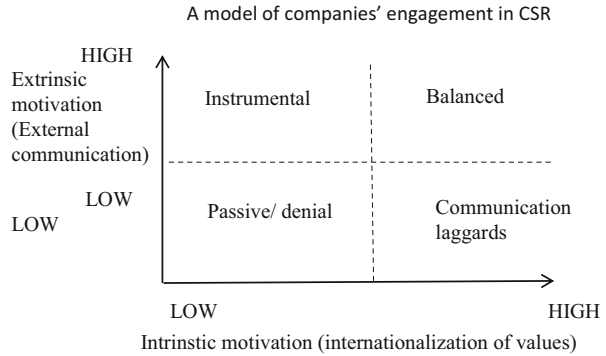 A model of companies' engagement in CSR
HIGH
Extrinsic
motivation
(External
communication)
Instrumental
Balanced
LOW
LOW
Passive/ denial
Communication
laggards
LOW
HIGH
Intrinstic motivation (internationalization of values)